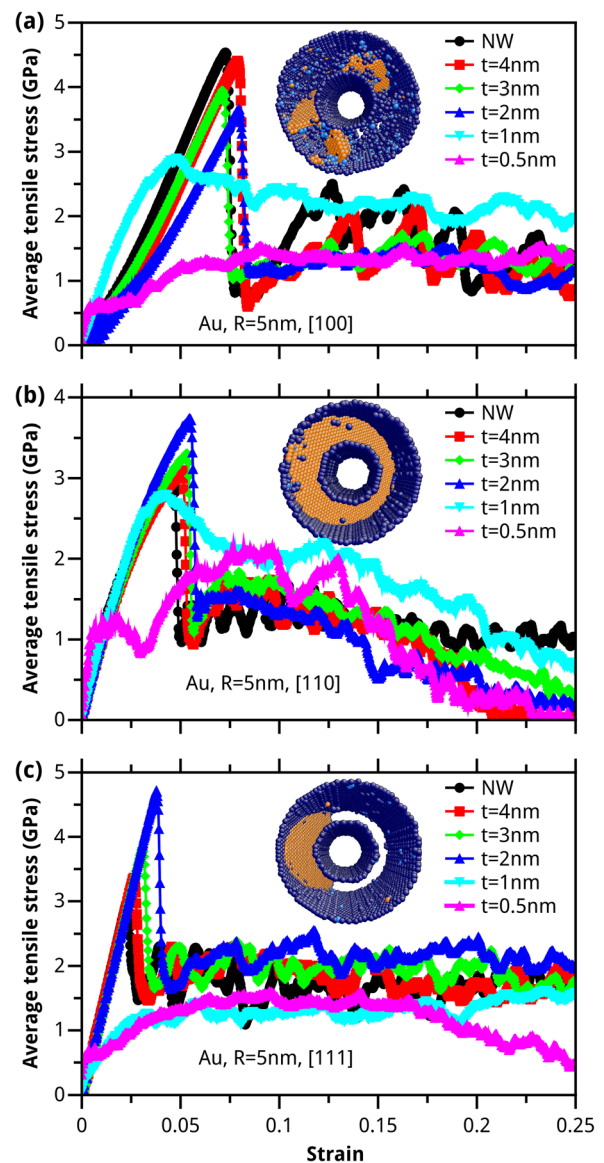 (a)
5
4
3
2
1
0
Average tensile stress (GPa)
NW
t=4nm
t=3nm
t=2nm
t=1nm
t=0.5nm
Au, R=5nm, [100]
(b)
4
3
2
1
0
Average tensile stress (GPa)
NW
t=4nm
t=3nm
t=2nm
t=1nm
t=0.5nm
Au, R=5nm, [110]
(c)
5
4
3
2
1
0
Average tensile stress (GPa)
NW
t=4nm
t=3nm
t=2nm
t=1nm
t=0.5nm
Au, R=5nm, [111]
0 0.05 0.1 0.15 0.2 0.25
Strain